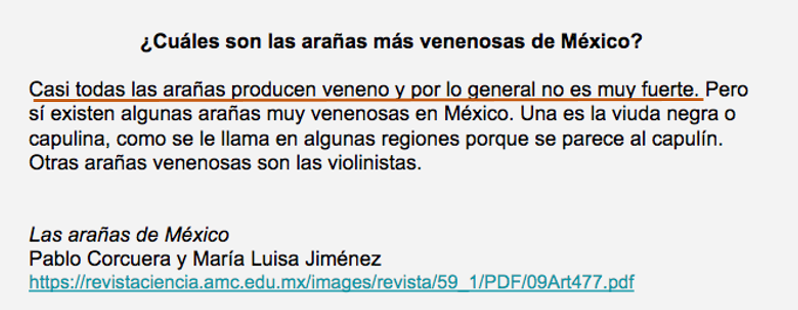 ¿Cuáles son las arañas más venenosas de México?
Casi todas las arañas producen veneno y por lo general no es muy fuerte. Pero
sí existen algunas arañas muy venenosas en México. Una es la viuda negra o
capulina, como se le llama en algunas regiones porque se parece al capulín.
Otras arañas venenosas son las violinistas.
Las arañas de México
Pablo Corcuera y María Luisa Jiménez
https://revistaciencia.amc.edu.mx/images/revista/59_1/PDF/09Art477.pdf